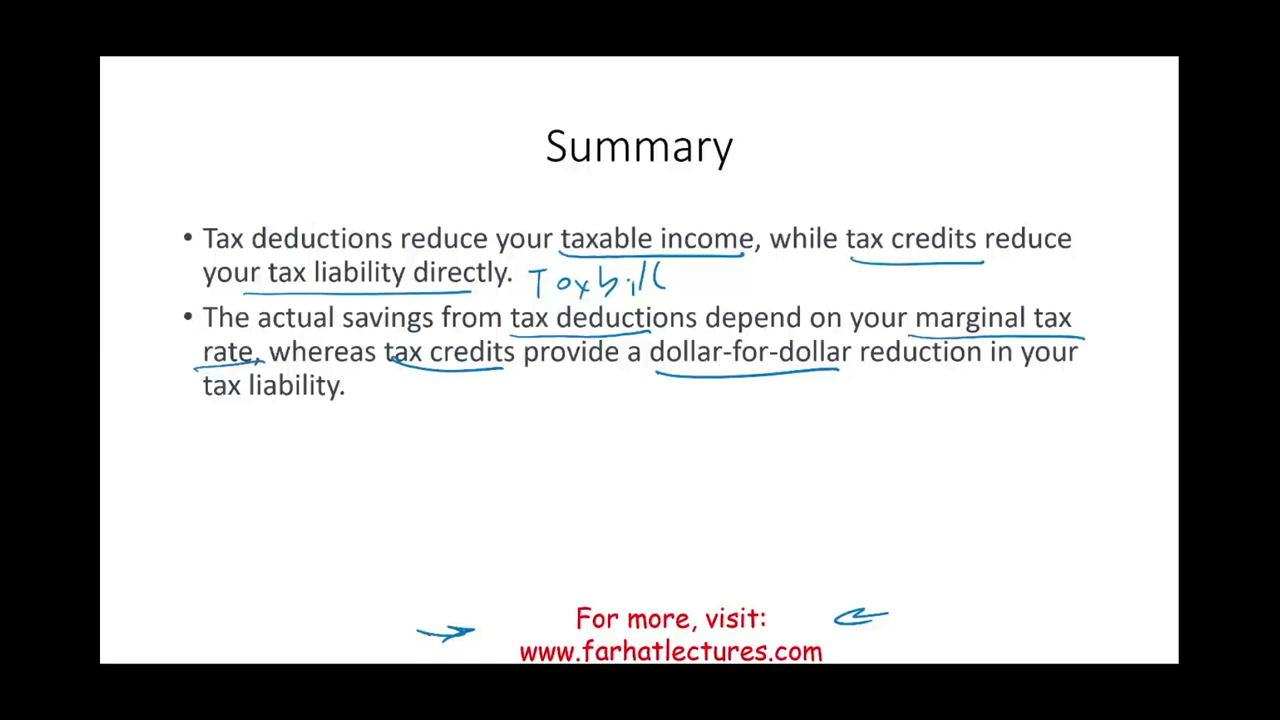 Summary
• Tax deductions reduce your taxable income, while tax credits reduce
your tax liability directly. Tax bill
• The actual savings from tax deductions depend on your marginal tax
rate, whereas tax credits provide a dollar-for-dollar reduction in your
tax liability.
For more, visit:
www.farhatlectures.com